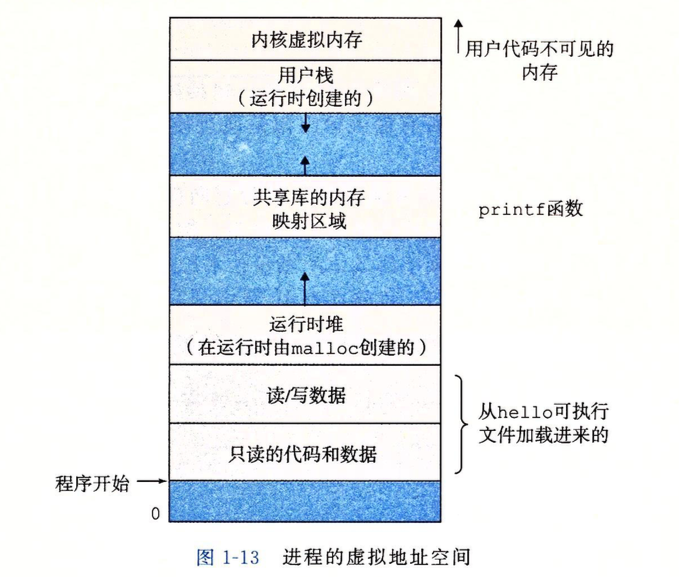 内核虚拟内存
用户代码不可见的
内存
用户栈
（运行时创建的）
共享库的内存
映射区域
printf函数
运行时堆
（在运行时由malloc创建的）
读/写数据
从hello可执行
文件加载进来的
只读的代码和数据
程序开始
0
图 1-13 进程的虚拟地址空间